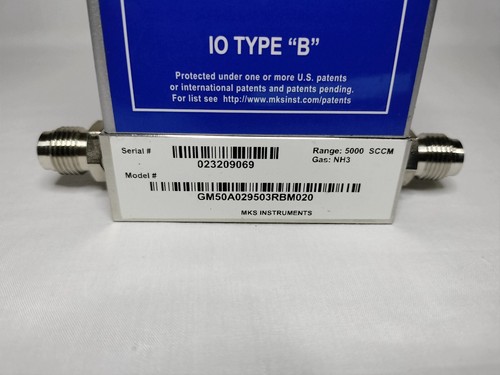 IO TYPE “B”
Protected under one or more U.S. patents
or international patents and patents pending.
For list see http://www.mksinst.com/patents
Serial #
023209069
Range: 5000 SCCM
Gas: NH3
Model #
GM50A029503RBM020
MKS INSTRUMENTS